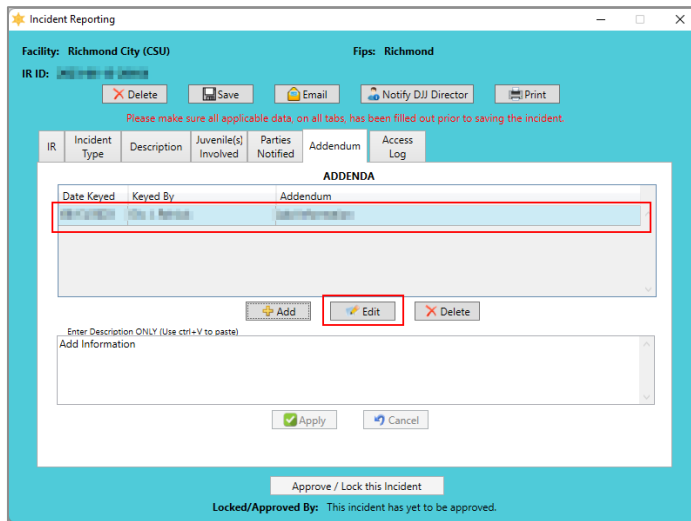 Incident Reporting
Facility: Richmond City (CSU) Fips: Richmond
IR ID:
Delete Save Email Notify DJJ Director Print
Please make sure all applicable data, on all tabs, has been filled out prior to saving the incident.
IR Incident Type Description Juvenile(s) Involved Parties Notified Addendum Access Log
ADDENDA
Date Keyed Keyed By Addendum
Add Edit Delete
Enter Description ONLY (Use ctrl+V to paste)
Add Information
Apply Cancel
Approve / Lock this Incident
Locked/Approved By: This incident has yet to be approved.